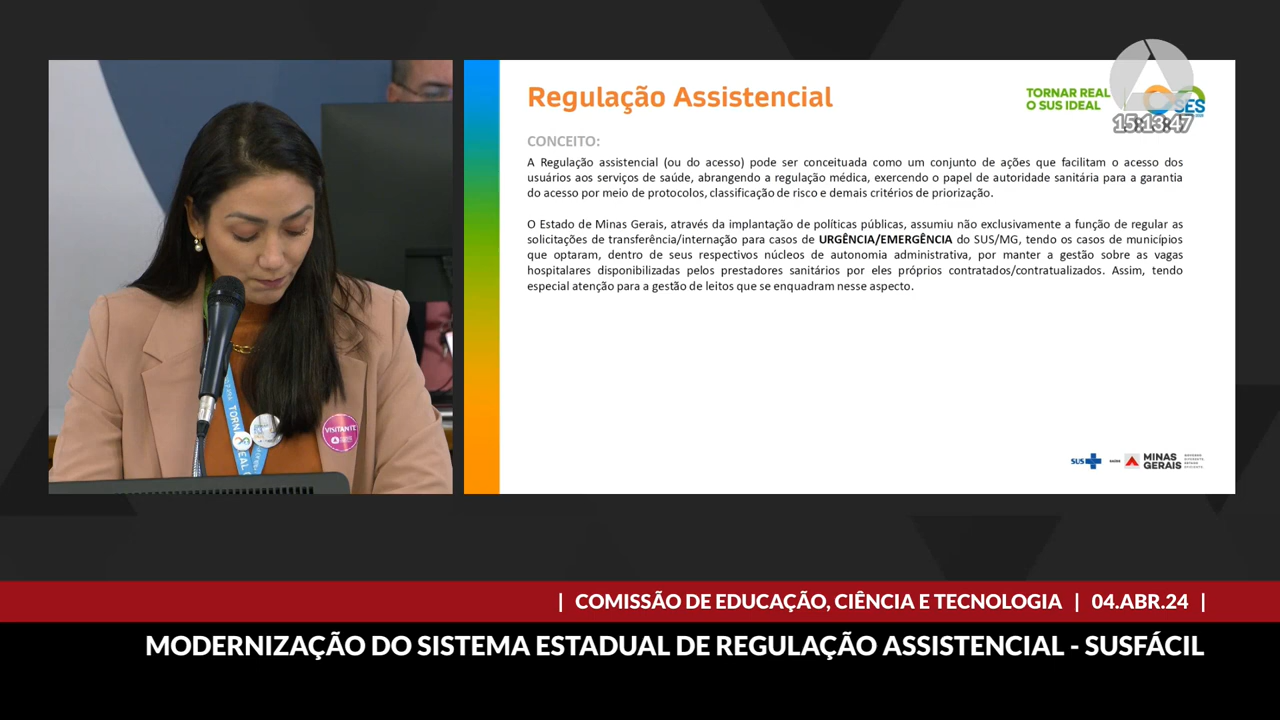 Regulação Assistencial
TORNAR REAL
O SUS IDEAL
SES
15:13:47
CONCEITO:
A Regulação assistencial (ou do acesso) pode ser conceituada como um conjunto de ações que facilitam o acesso dos
usuários aos serviços de saúde, abrangendo a regulação médica, exercendo o papel de autoridade sanitária para a garantia
do acesso por meio de protocolos, classificação de risco e demais critérios de priorização.
O Estado de Minas Gerais, através da implantação de políticas públicas, assumiu não exclusivamente a função de regular as
solicitações de transferência/internação para casos de URGÊNCIA/EMERGÊNCIA do SUS/MG, tendo os casos de municípios
que optaram, dentro de seus respectivos núcleos de autonomia administrativa, por manter a gestão sobre as vagas
hospitalares disponibilizadas pelos prestadores sanitários por eles próprios contratados/contratualizados. Assim, tendo
especial atenção para a gestão de leitos que se enquadram nesse aspecto.
VISITANTE
SUS
SAÚDE
MINAS
GERAIS
| COMISSÃO DE EDUCAÇÃO, CIÊNCIA E TECNOLOGIA | 04.ABR.24 |
MODERNIZAÇÃO DO SISTEMA ESTADUAL DE REGULAÇÃO ASSISTENCIAL - SUSFÁCIL